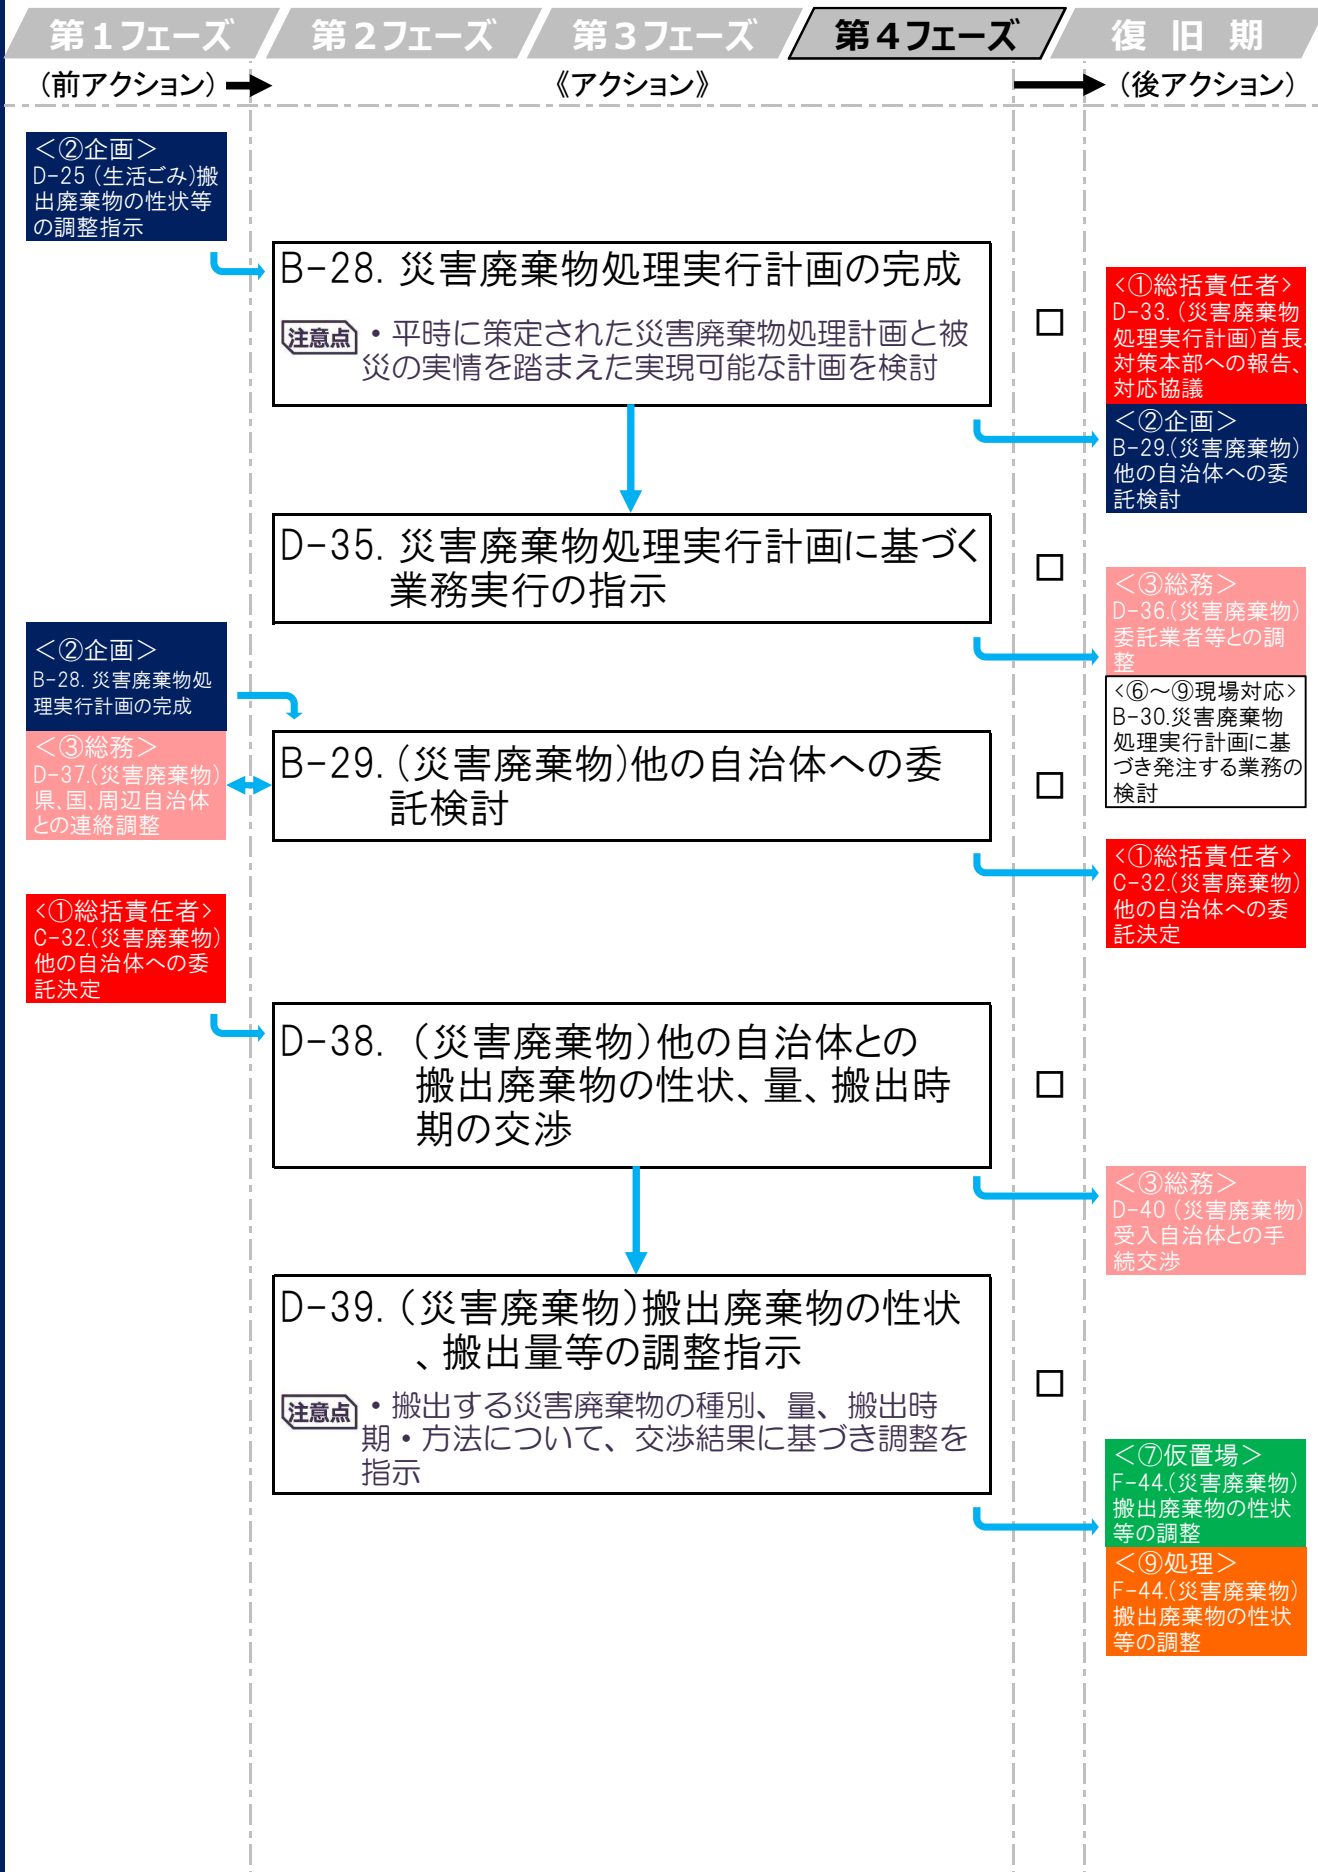 第1フェーズ
第2フェーズ
第3フェーズ
第4フェーズ
復 旧 期
(前アクション)
《アクション》
(後アクション)
<②企画>
D-25 (生活ごみ)搬
出廃棄物の性状等
の調整指示
B-28. 災害廃棄物処理実行計画の完成
注意点
・平時に策定された災害廃棄物処理計画と被
災の実情を踏まえた実現可能な計画を検討
□
<①総括責任者>
D-33. (災害廃棄物
処理実行計画)首長、
対策本部への報告、
対応協議
<②企画>
B-29.(災害廃棄物)
他の自治体への委
託検討
D-35. 災害廃棄物処理実行計画に基づく
業務実行の指示
□
<③総務>
D-36.(災害廃棄物)
委託業者等との調
整
<⑥～⑨現場対応>
B-30.災害廃棄物
処理実行計画に基
づき発注する業務の
検討
<②企画>
B-28. 災害廃棄物処
理実行計画の完成
<③総務>
D-37.(災害廃棄物)
県、国、周辺自治体
との連絡調整
B-29. (災害廃棄物)他の自治体への委
託検討
□
<①総括責任者>
C-32.(災害廃棄物)
他の自治体への委
託決定
<①総括責任者>
C-32.(災害廃棄物)
他の自治体への委
託決定
D-38. (災害廃棄物)他の自治体との
搬出廃棄物の性状、量、搬出時
期の交渉
□
<③総務>
D-40 (災害廃棄物)
受入自治体との手
続交渉
D-39. (災害廃棄物)搬出廃棄物の性状
、搬出量等の調整指示
注意点
・搬出する災害廃棄物の種別、量、搬出時
期・方法について、交渉結果に基づき調整を
指示
□
<⑦仮置場>
F-44.(災害廃棄物)
搬出廃棄物の性状
等の調整
<⑨処理>
F-44.(災害廃棄物)
搬出廃棄物の性状
等の調整